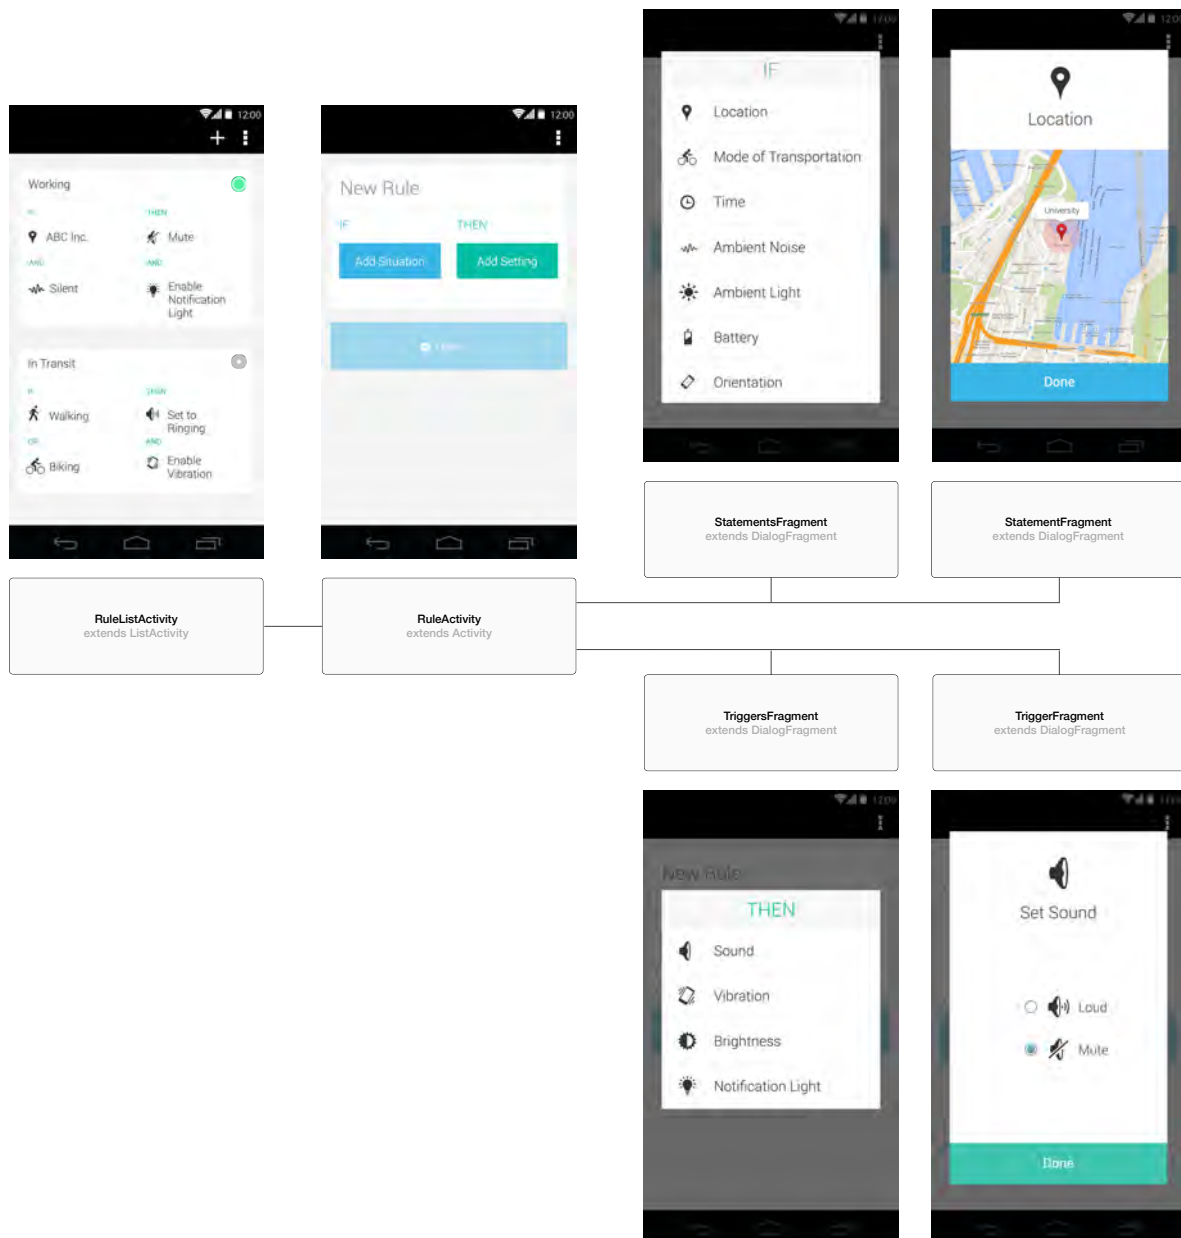 12:00
Working
IF
THEN
ABC Inc.
Mute
AND
AND
Silent
Enable
Notification
Light
In Transit
IF
THEN
Walking
Set to
Ringing
OR
AND
Biking
Enable
Vibration
RuleListActivity
extends ListActivity
12:00
New Rule
IF
THEN
Add Situation
Add Setting
RuleActivity
extends Activity
12:00
IF
Location
Mode of Transportation
Time
Ambient Noise
Ambient Light
Battery
Orientation
StatementsFragment
extends DialogFragment
Location
University
Done
StatementFragment
extends DialogFragment
TriggersFragment
extends DialogFragment
12:00
New Rule
THEN
Sound
Vibration
Brightness
Notification Light
TriggerFragment
extends DialogFragment
Set Sound
Loud
Mute
Done